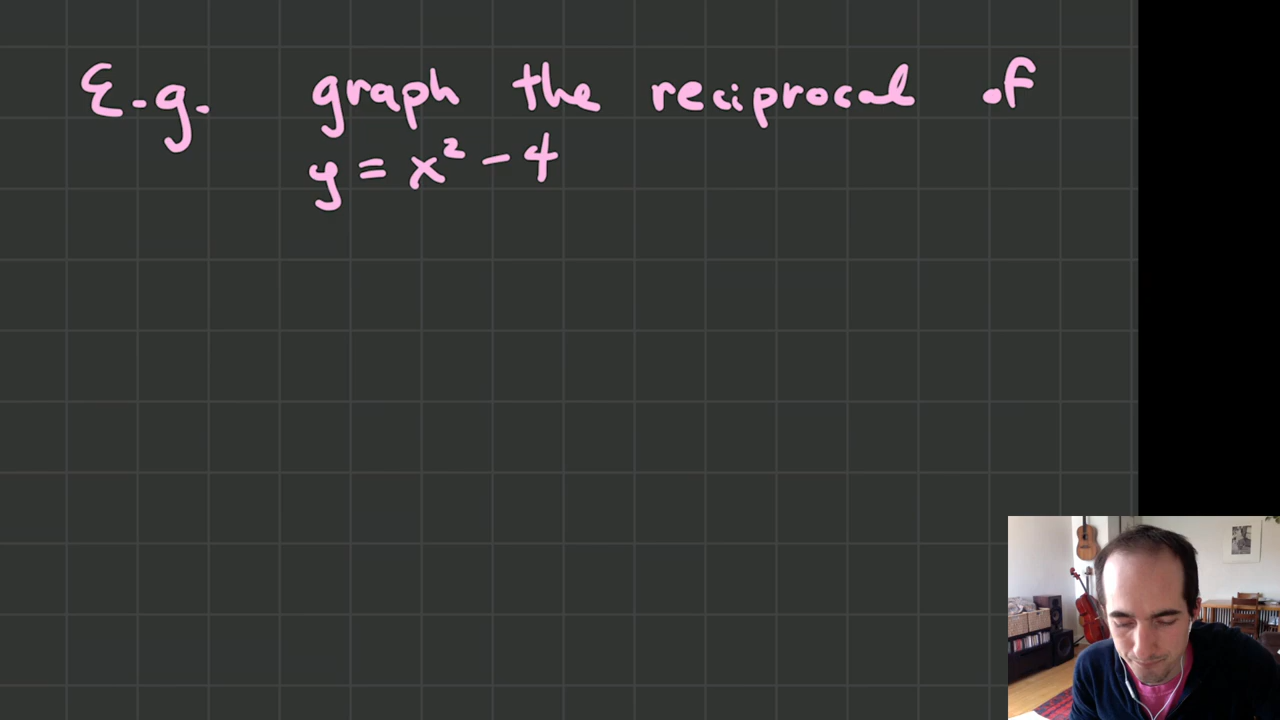 E.g. graph the reciprocal of
y = x² - 4